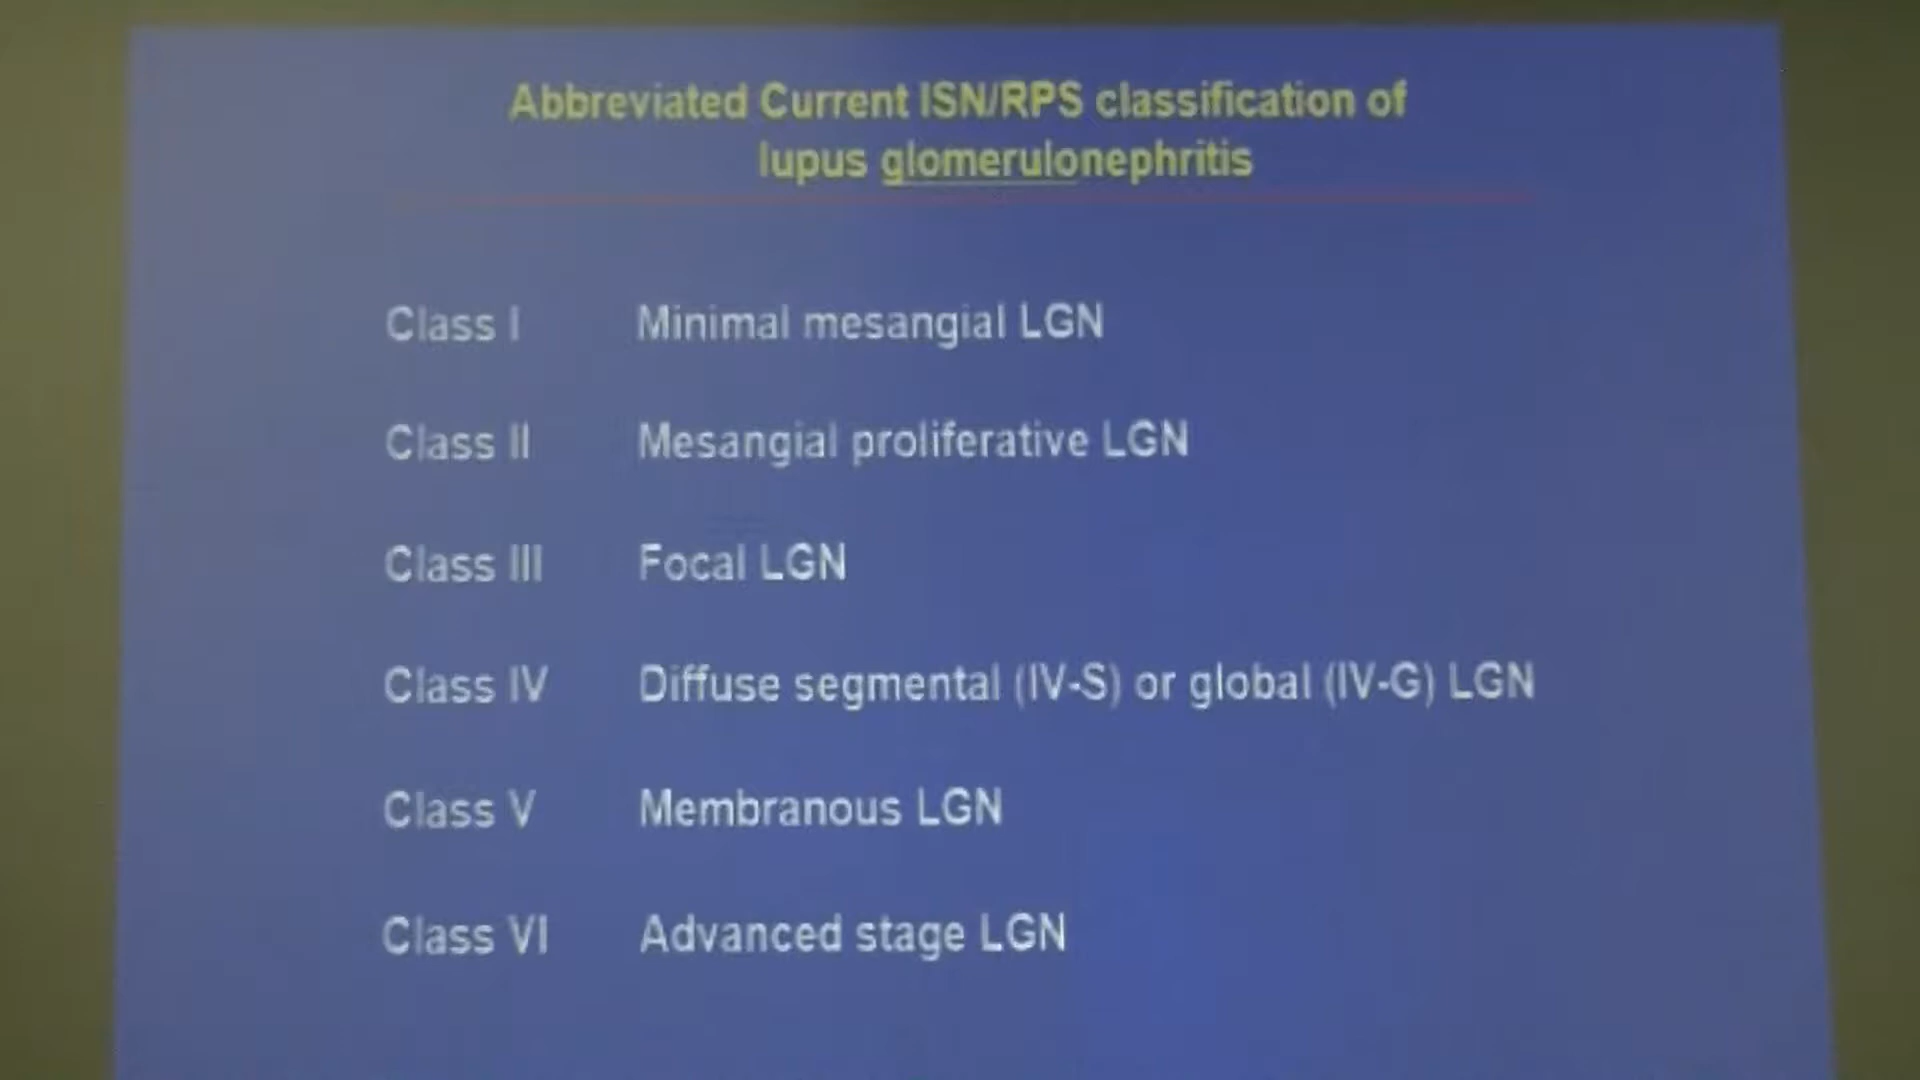 Abbreviated Current ISN/RPS classification of
lupus glomerulonephritis
Class I Minimal mesangial LGN
Class II Mesangial proliferative LGN
Class III Focal LGN
Class IV Diffuse segmental (IV-S) or global (IV-G) LGN
Class V Membranous LGN
Class VI Advanced stage LGN